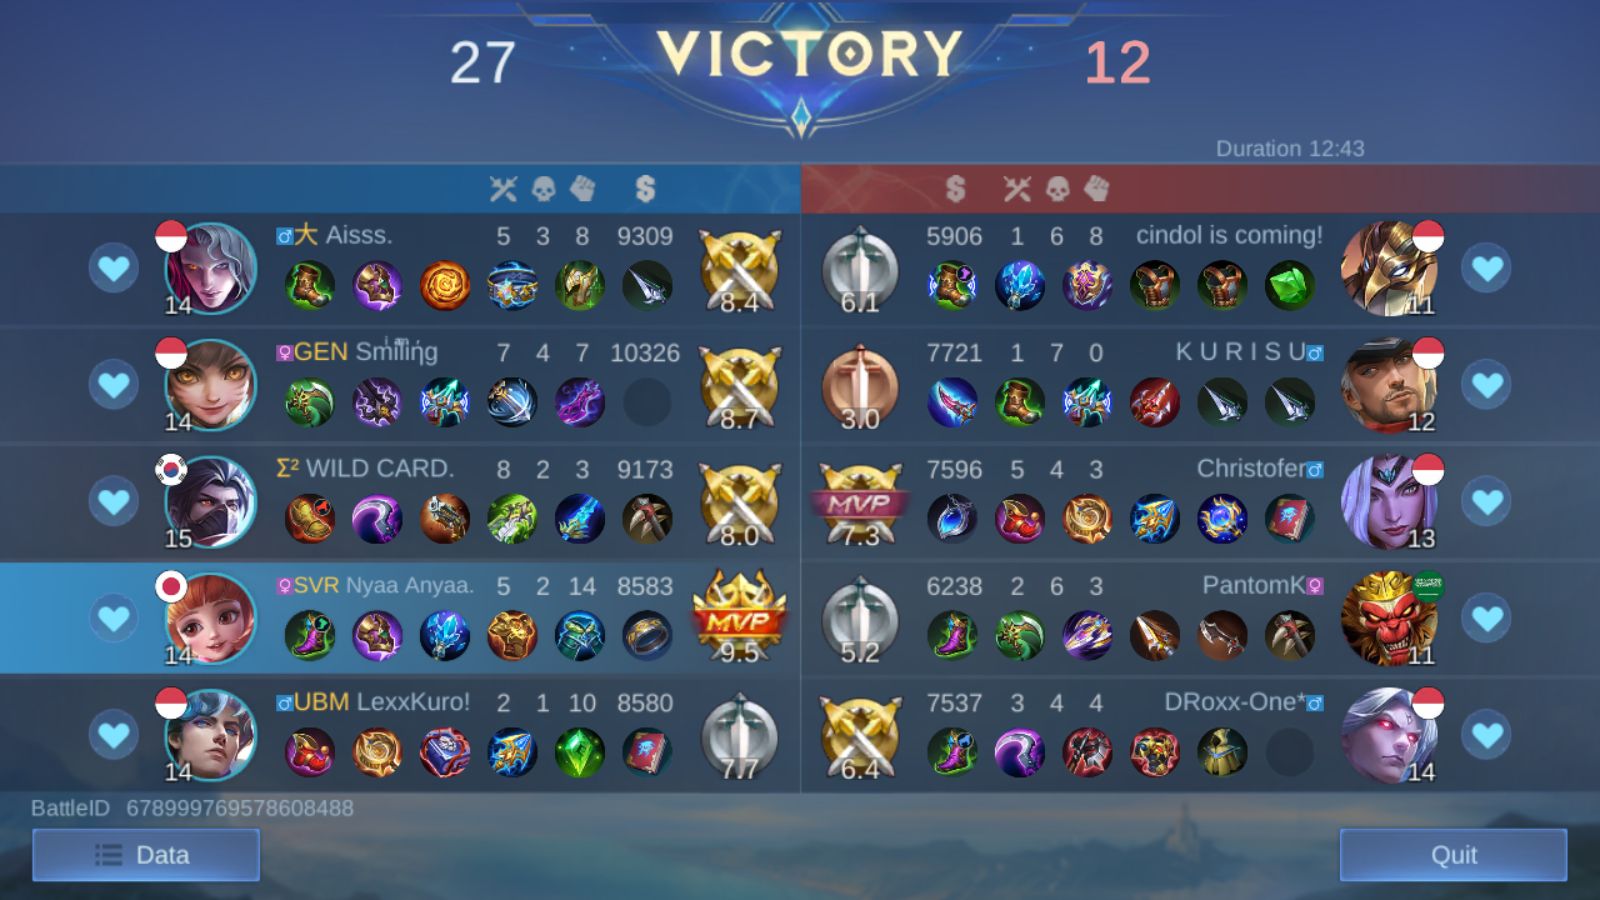 27 VICTORY 12
Duration 12:43
大 Aisss. 5 3 8 9309
14 8.4
5906 1 6 8 cindol is coming!
6.1 11
GEN 7 4 7 10326
14 8.7
7721 1 7 0 K U R I S U
3.0 12
Σ² WILD CARD. 8 2 3 9173
15 8.0
7596 5 4 3 Christofer
MVP
7.3 13
SVR Nyaa Anyaa. 5 2 14 8583
MVP
14 9.5
6238 2 6 3 PantomK
5.2 11
UBM LexxKuro! 2 1 10 8580
14 7.7
7537 3 4 4 DRoxx-One*
6.4 14
BattleID 678999769578608488
Data
Quit